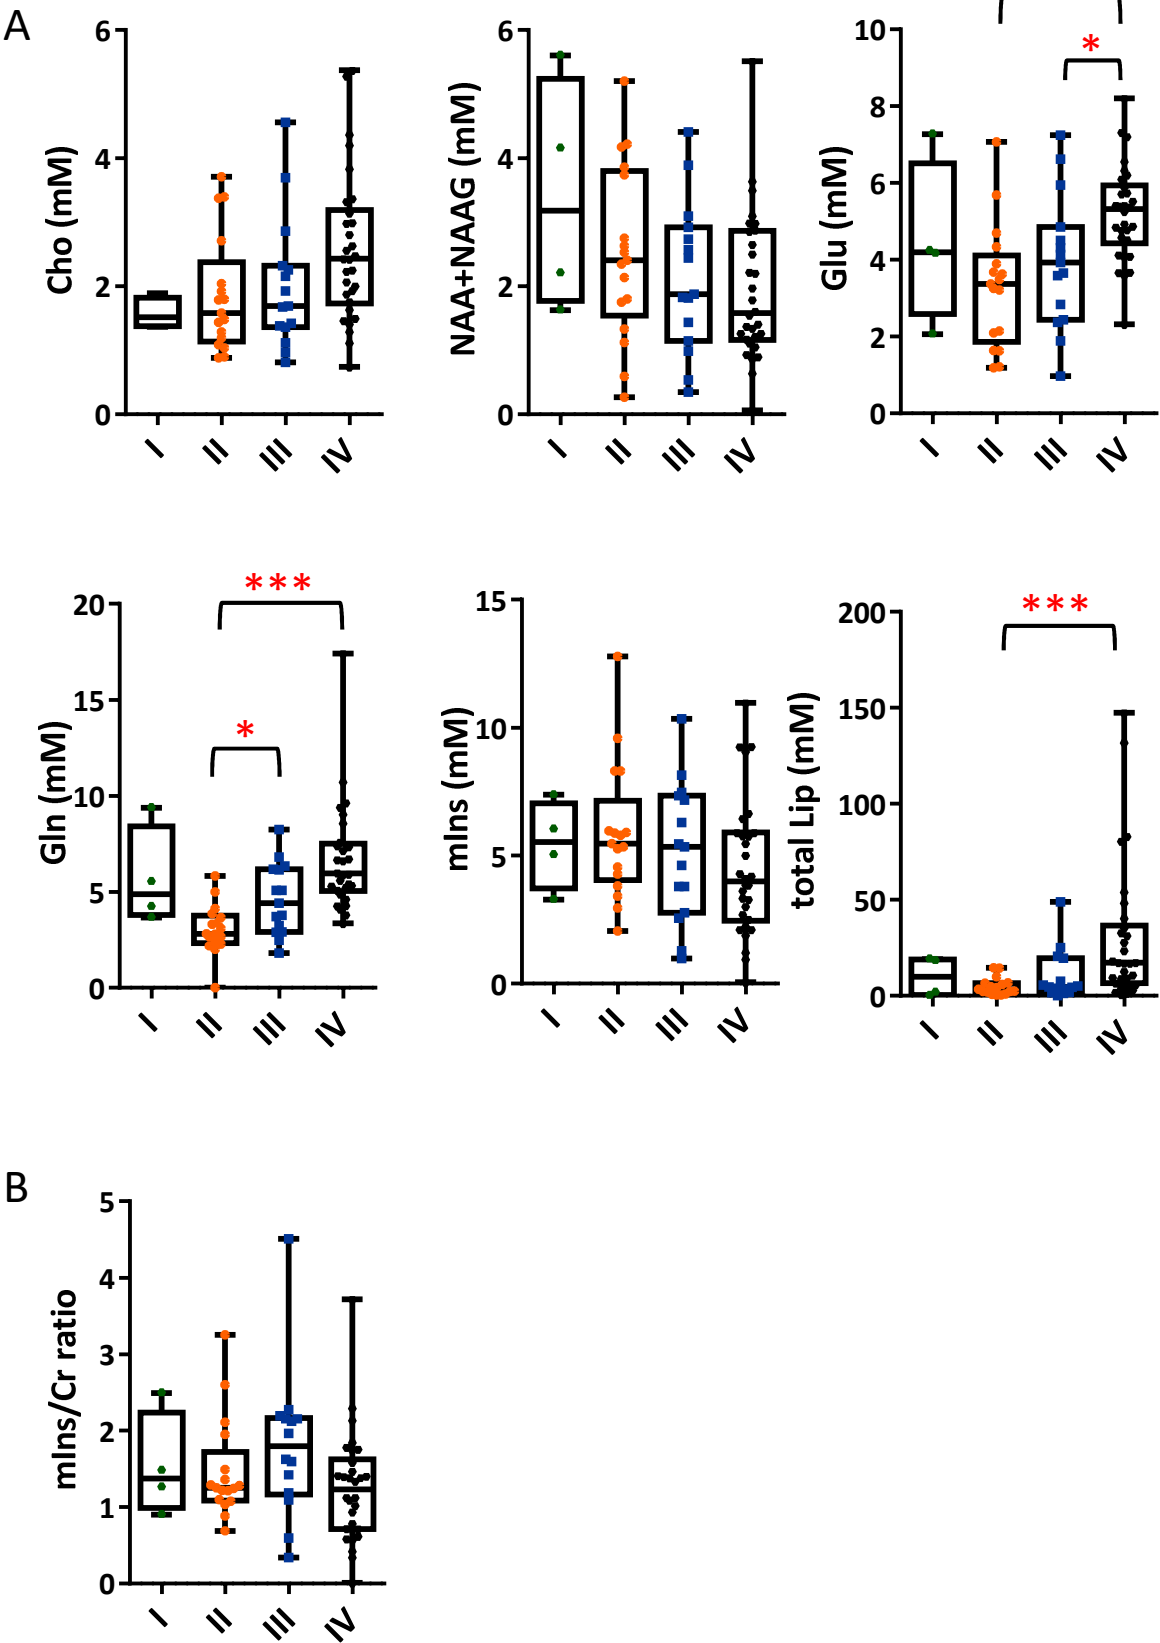 A
Cho (mM)
6
4
2
0
I
II
III
IV
NAA+NAAG (mM)
6
4
2
0
I
II
III
IV
Glu (mM)
10
8
6
4
2
0
*
I
II
III
IV
Gln (mM)
20
15
10
5
0
***
*
I
II
III
IV
mIns (mM)
15
10
5
0
I
II
III
IV
total Lip (mM)
200
150
100
50
0
***
I
II
III
IV
B
mIns/Cr ratio
5
4
3
2
1
0
I
II
III
IV